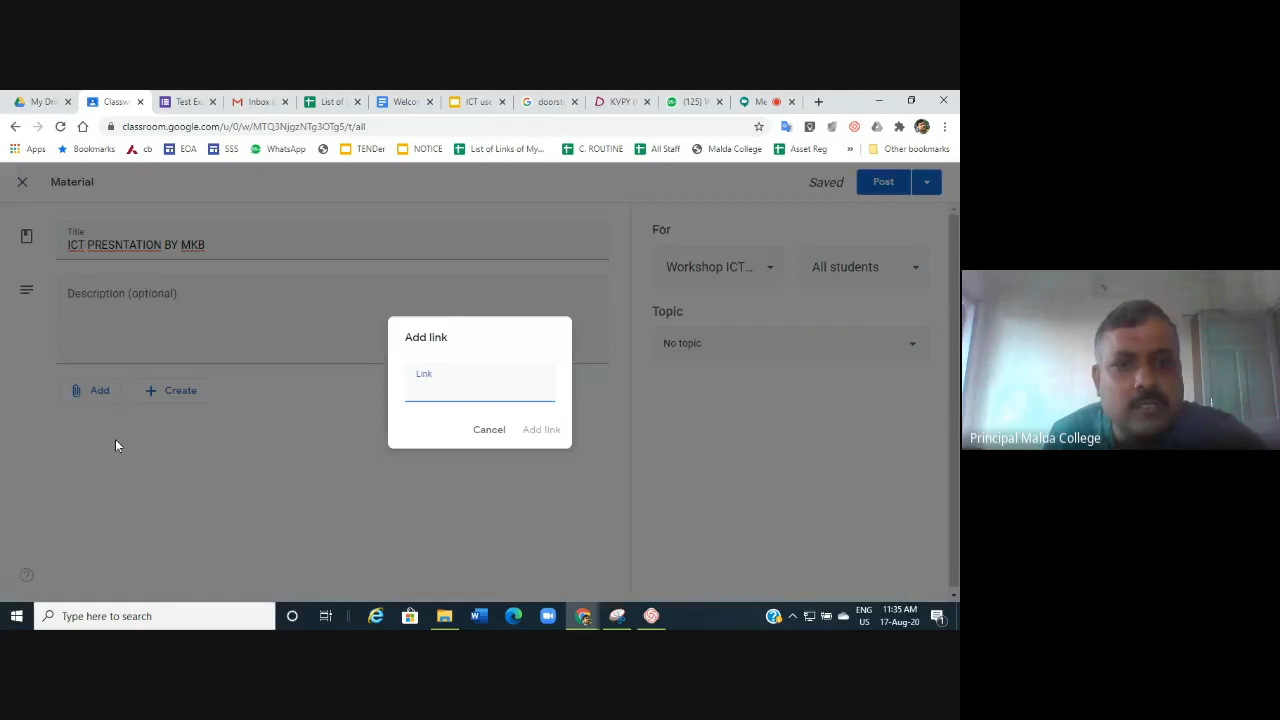 My Dri
Classw
Test Exa
Inbox (
List of L
Welcom
ICT use
doorst
KVPY (
(125) W
Me
classroom.google.com/u/0/w/MTQ3NjgzNTg3OTg5/t/all
Apps
Bookmarks
cb
EOA
SSS
WhatsApp
TENDer
NOTICE
List of Links of My...
C. ROUTINE
All Staff
Malda College
Asset Reg
»
Other bookmarks
Material
Saved
Post
Title
ICT PRESNTATION BY MKB
For
Workshop ICT...
All students
Description (optional)
Topic
No topic
Add link
Link
Cancel
Add link
Add
Create
Principal Malda College
Type here to search
ENG
US
11:35 AM
17-Aug-20
1